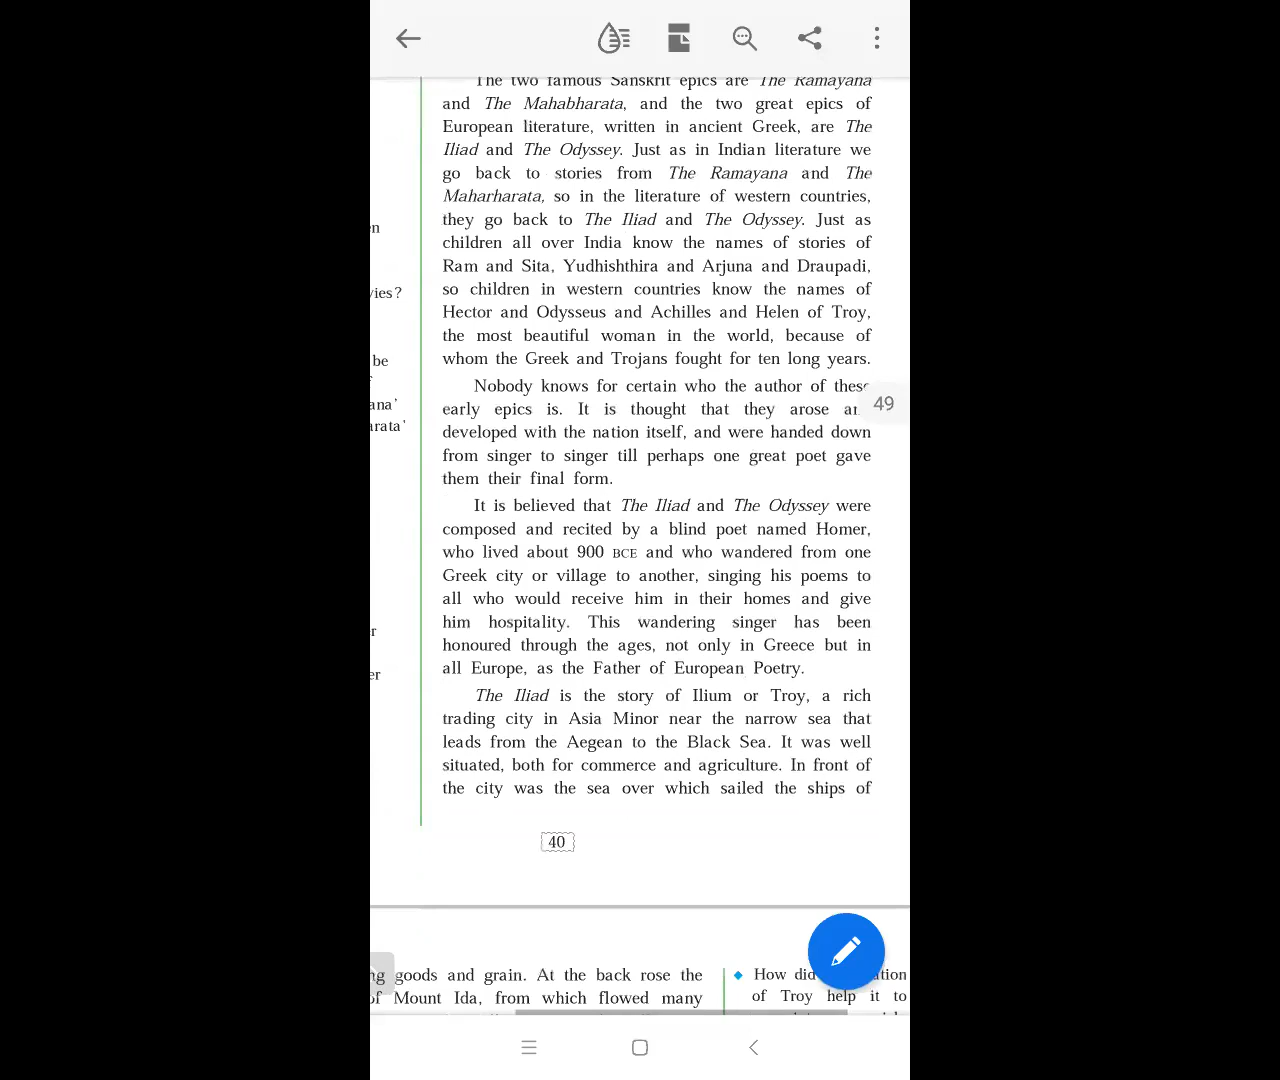 The two famous Sanskrit epics are The Ramayana
and The Mahabharata, and the two great epics of
European literature, written in ancient Greek, are The
Iliad and The Odyssey. Just as in Indian literature we
go back to stories from The Ramayana and The
Maharharata, so in the literature of western countries,
they go back to The Iliad and The Odyssey. Just as
children all over India know the names of stories of
Ram and Sita, Yudhishthira and Arjuna and Draupadi,
so children in western countries know the names of
Hector and Odysseus and Achilles and Helen of Troy,
the most beautiful woman in the world, because of
whom the Greek and Trojans fought for ten long years.
Nobody knows for certain who the author of these
early epics is. It is thought that they arose an
developed with the nation itself, and were handed down
from singer to singer till perhaps one great poet gave
them their final form.
It is believed that The Iliad and The Odyssey were
composed and recited by a blind poet named Homer,
who lived about 900 BCE and who wandered from one
Greek city or village to another, singing his poems to
all who would receive him in their homes and give
him hospitality. This wandering singer has been
honoured through the ages, not only in Greece but in
all Europe, as the Father of European Poetry.
The Iliad is the story of Ilium or Troy, a rich
trading city in Asia Minor near the narrow sea that
leads from the Aegean to the Black Sea. It was well
situated, both for commerce and agriculture. In front of
the city was the sea over which sailed the ships of
40
49
en
vies?
be
ana'
arata'
r
er
ng goods and grain. At the back rose the
of Mount Ida, from which flowed many
How did ation
of Troy help it to